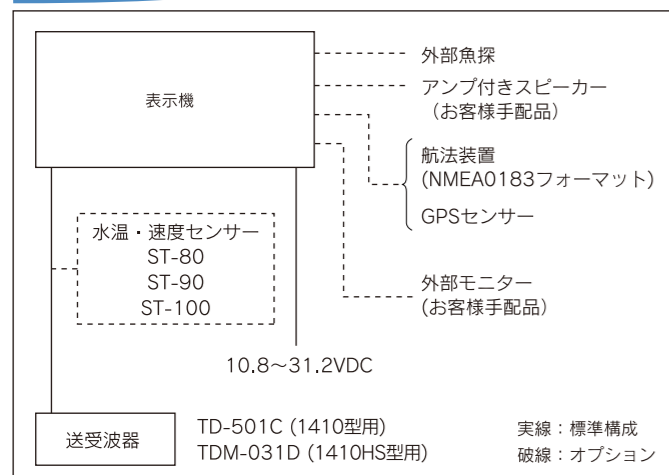 表示機
外部魚探
アンプ付きスピーカー
(お客様手配品)
航法装置
(NMEA0183フォーマット)
GPSセンサー
外部モニター
(お客様手配品)
水温・速度センサー
ST-80
ST-90
ST-100
10.8～31.2VDC
送受波器
TD-501C (1410型用)
TDM-031D (1410HS型用)
実線：標準構成
破線：オプション